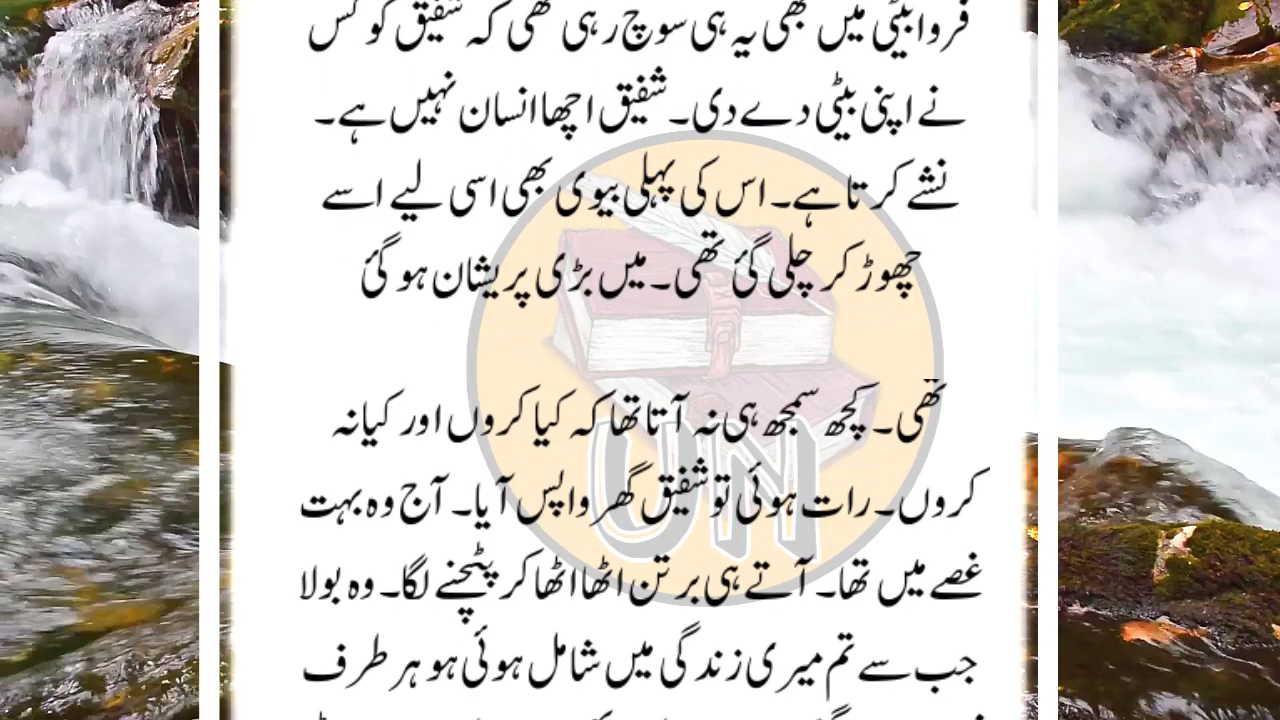 فروا بیٹی میں بھی یہ ہی سوچ رہی تھی کہ شفیق کو کس
نے اپنی بیٹی دے دی۔ شفیق اچھا انسان نہیں ہے۔
نشے کرتا ہے۔ اس کی پہلی بیوی بھی اسی لیے اسے
چھوڑ کر چلی گئ تھی۔ میں بڑی پریشان ہو گئ
تھی۔ کچھ سمجھ ہی نہ آتا تھا کہ کیا کروں اور کیا نہ
کروں۔ رات ہوئی تو شفیق گھر واپس آیا۔ آج وہ بہت
غصے میں تھا۔ آتے ہی برتن اٹھا اٹھا کر پٹخنے لگا۔ وہ بولا
جب سے تم میری زندگی میں شامل ہوئی ہو ہر طرف
UN